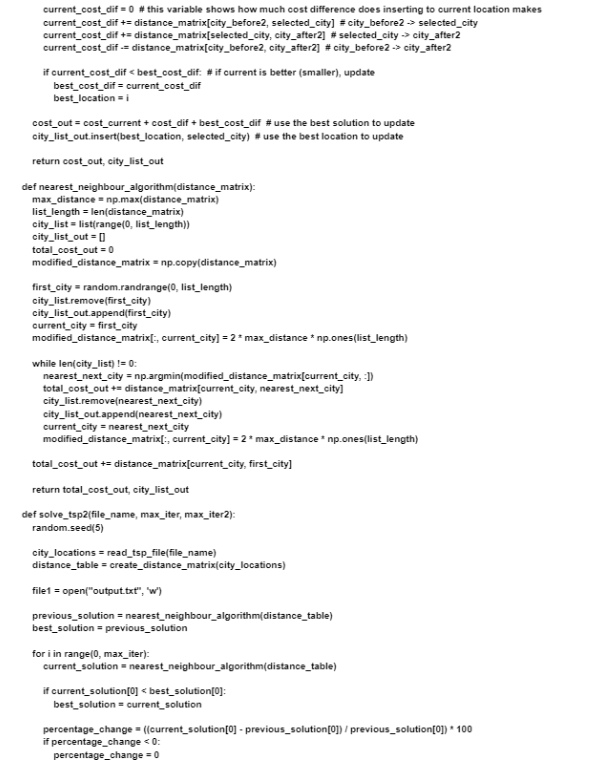 current_cost_dif = 0 # this variable shows how much cost difference does inserting to current location makes
current_cost_dif += distance_matrix[city_before2, selected_city] # city_before2 -> selected_city
current_cost_dif += distance_matrix[selected_city, city_after2] # selected_city -> city_after2
current_cost_dif -= distance_matrix[city_before2, city_after2] # city_before2 -> city_after2
if current_cost_dif < best_cost_dif: # if current is better (smaller), update
best_cost_dif = current_cost_dif
best_location = i
cost_out = cost_current + cost_dif + best_cost_dif # use the best solution to update
city_list_out.insert(best_location, selected_city) # use the best location to update
return cost_out, city_list_out
def nearest_neighbour_algorithm(distance_matrix):
max_distance = np.max(distance_matrix)
list_length = len(distance_matrix)
city_list = list(range(0, list_length))
city_list_out = []
total_cost_out = 0
modified_distance_matrix = np.copy(distance_matrix)
first_city = random.randrange(0, list_length)
city_list.remove(first_city)
city_list_out.append(first_city)
current_city = first_city
modified_distance_matrix[:, current_city] = 2 * max_distance * np.ones(list_length)
while len(city_list) != 0:
nearest_next_city = np.argmin(modified_distance_matrix[current_city, :])
total_cost_out += distance_matrix[current_city, nearest_next_city]
city_list.remove(nearest_next_city)
city_list_out.append(nearest_next_city)
current_city = nearest_next_city
modified_distance_matrix[:, current_city] = 2 * max_distance * np.ones(list_length)
total_cost_out += distance_matrix[current_city, first_city]
return total_cost_out, city_list_out
def solve_tsp2(file_name, max_iter, max_iter2):
random.seed(5)
city_locations = read_tsp_file(file_name)
distance_table = create_distance_matrix(city_locations)
file1 = open("output.txt", 'w')
previous_solution = nearest_neighbour_algorithm(distance_table)
best_solution = previous_solution
for i in range(0, max_iter):
current_solution = nearest_neighbour_algorithm(distance_table)
if current_solution[0] < best_solution[0]:
best_solution = current_solution
percentage_change = ((current_solution[0] - previous_solution[0]) / previous_solution[0]) * 100
if percentage_change < 0:
percentage_change = 0